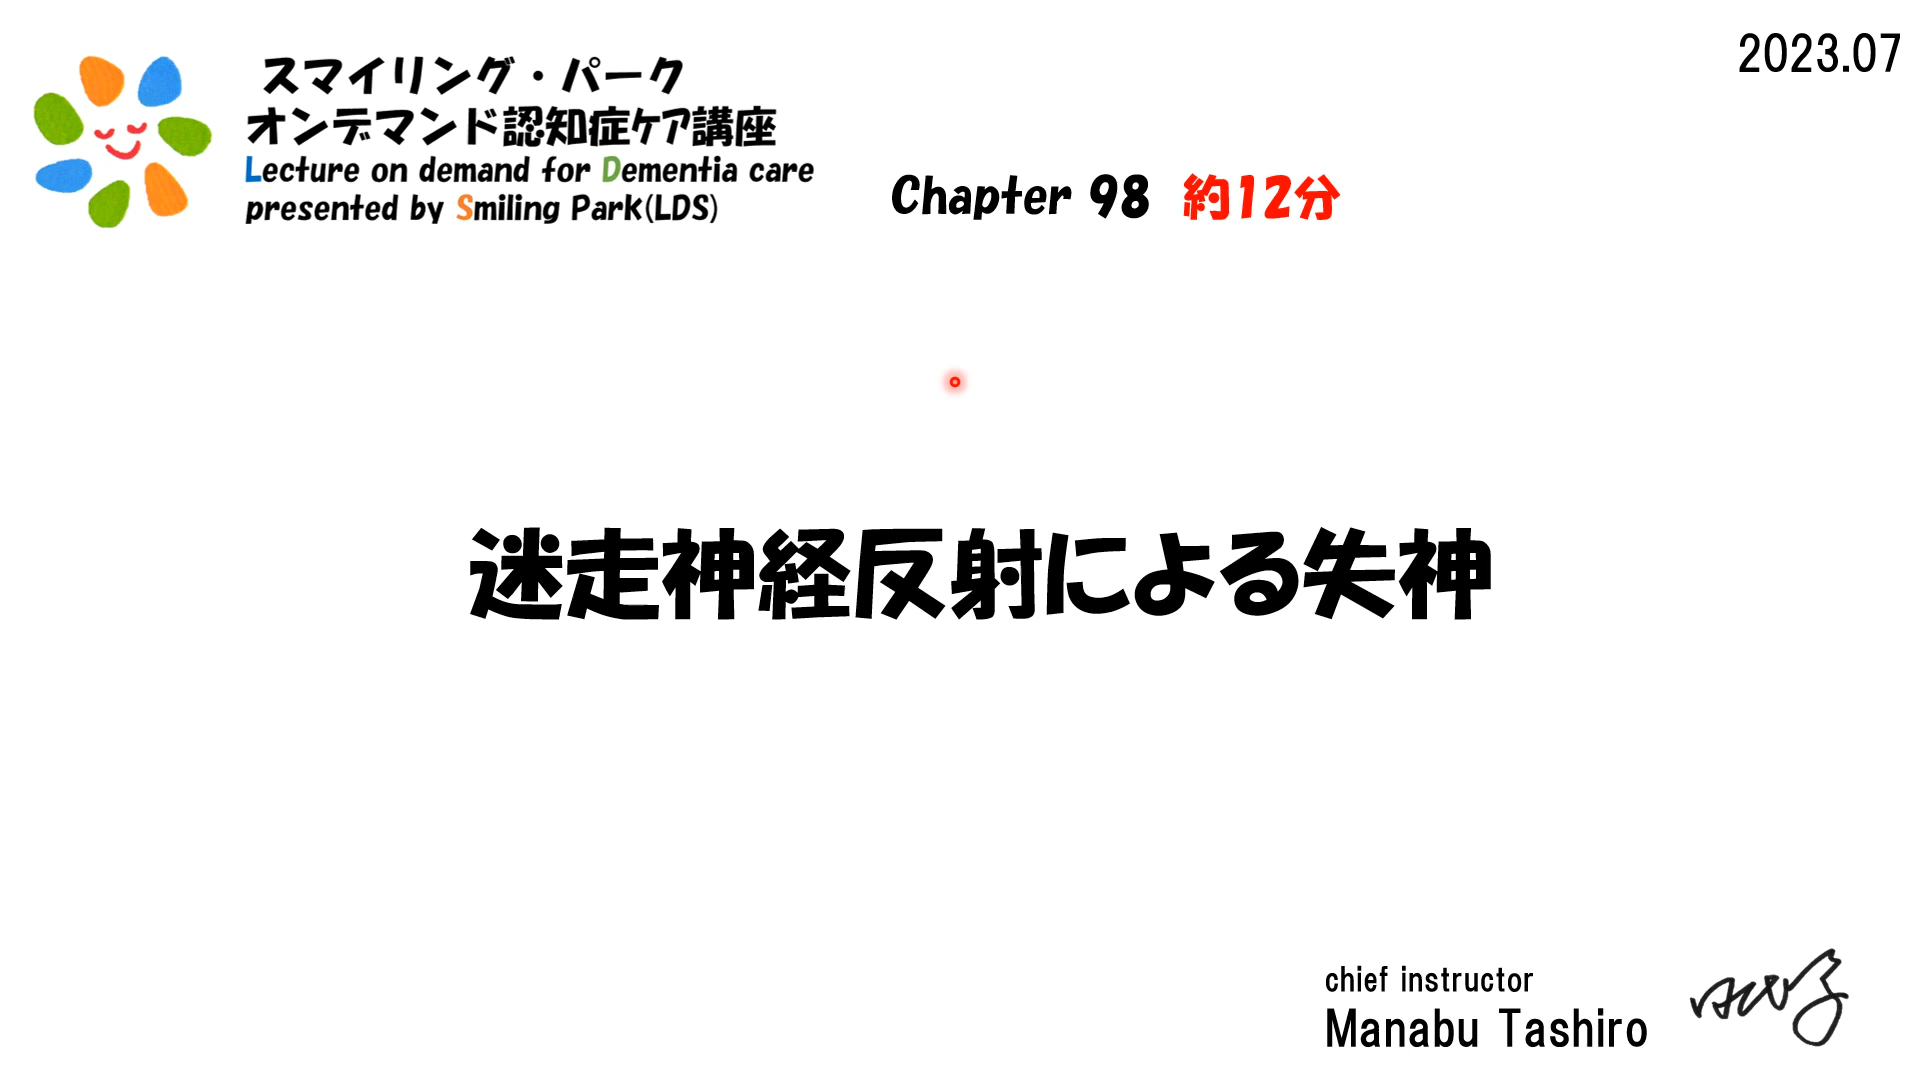 2023.07
スマイリング・パーク
オンデマンド認知症ケア講座
Lecture on demand for Dementia care
presented by Smiling Park(LDS)
Chapter 98 約12分
迷走神経反射による失神
chief instructor
Manabu Tashiro